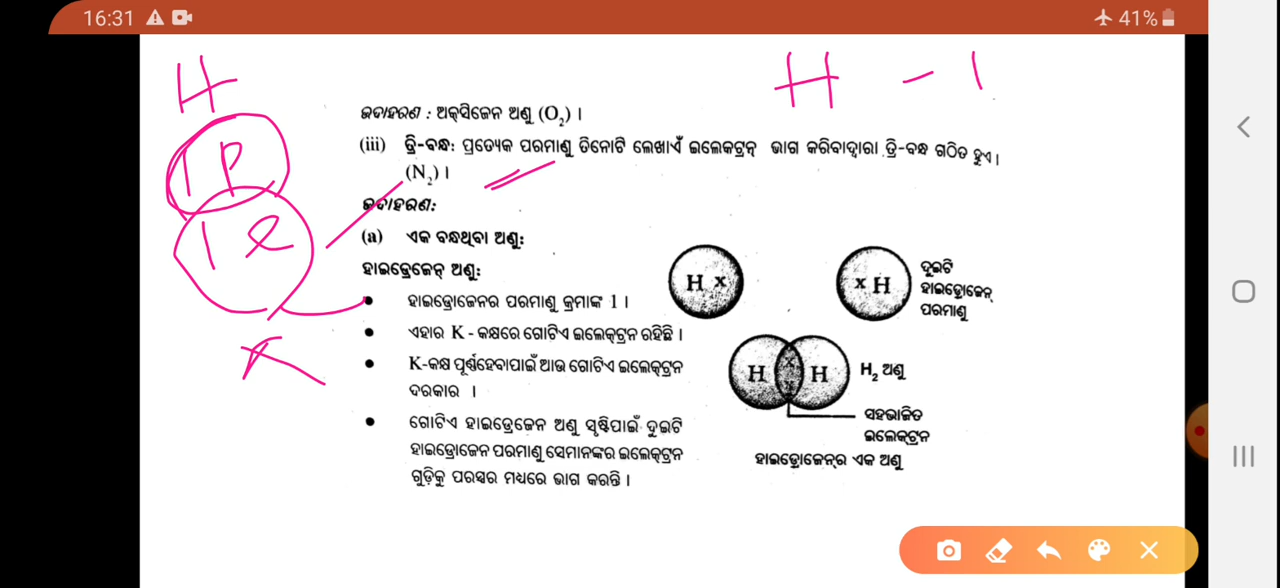 16:31
41%
H
H - 1
ଉଦାହରଣ : ଅକ୍ସିଜେନ ଅଣୁ (O₂) ।
(iii) ତ୍ରି-ବନ୍ଧ: ପ୍ରତ୍ୟେକ ପରମାଣୁ ତିନୋଟି ଲେଖାଏଁ ଇଲେକଟ୍ରନ୍ ଭାଗ କରିବାଦ୍ୱାରା ତ୍ରି-ବନ୍ଧ ଗଠିତ ହୁଏ।
1 P
(N₂)।
ଉଦାହରଣ:
1 e
(a) ଏକ ବନ୍ଧଥିବା ଅଣୁ:
ହାଇଡ୍ରେଜେନ୍ ଅଣୁ:
H x
x H
ଦୁଇଟି
ହାଇଡ୍ରୋଜେନ୍
ପରମାଣୁ
• ହାଇଡ୍ରୋଜେନର ପରମାଣୁ କ୍ରମାଙ୍କ 1 ।
• ଏହାର K - କକ୍ଷରେ ଗୋଟିଏ ଇଲେକ୍ଟ୍ରନ ରହିଛି ।
K
• K-କକ୍ଷ ପୂର୍ଣ୍ଣହେବାପାଇଁ ଆଉ ଗୋଟିଏ ଇଲେକ୍ଟ୍ରନ
ଦରକାର ।
H x x H
H₂ ଅଣୁ
ସହଭାଜିତ
ଇଲେକ୍ଟ୍ରନ
• ଗୋଟିଏ ହାଇଡ୍ରେଜେନ ଅଣୁ ସୃଷ୍ଟିପାଇଁ ଦୁଇଟି
ହାଇଡ୍ରୋଜେନ ପରମାଣୁ ସେମାନଙ୍କର ଇଲେକ୍ଟ୍ରନ
ଗୁଡ଼ିକୁ ପରସ୍ପର ମଧ୍ୟରେ ଭାଗ କରନ୍ତି ।
ହାଇଡ୍ରୋଜେନ୍‌ର ଏକ ଅଣୁ